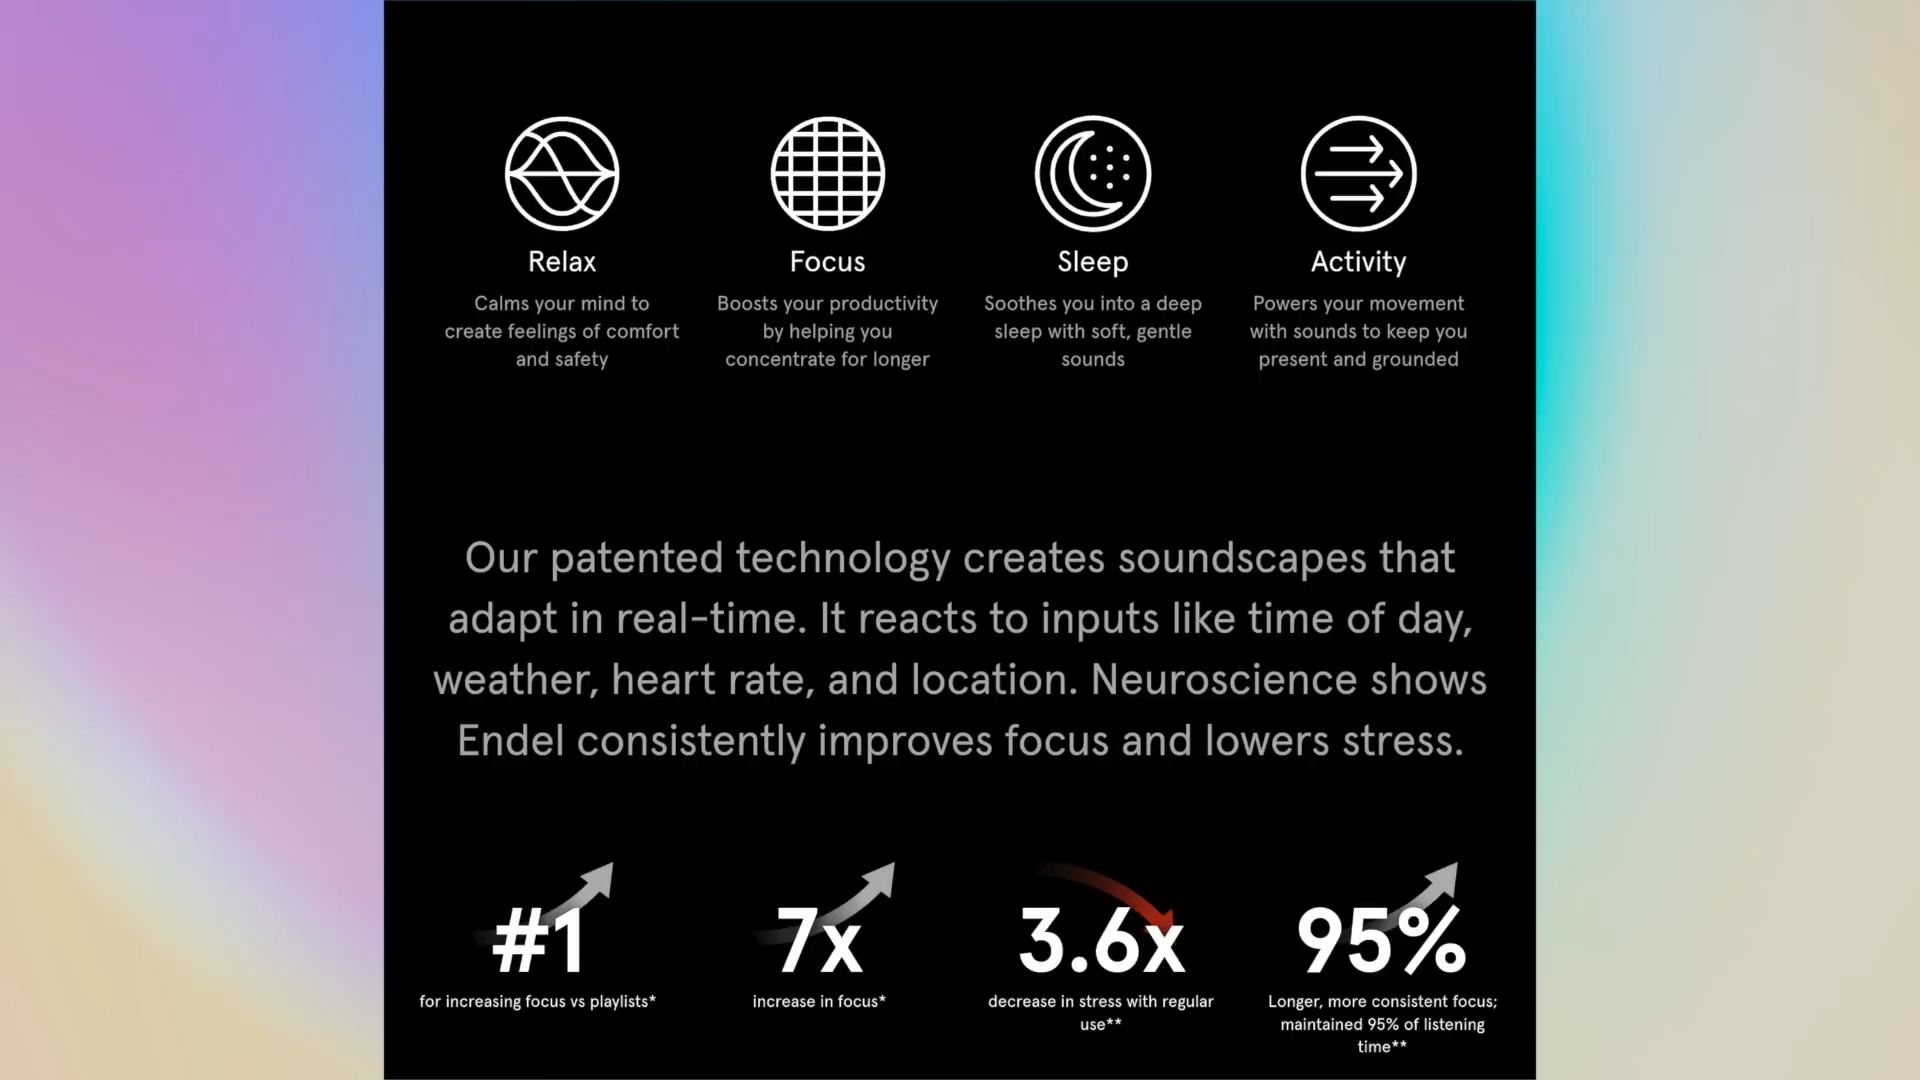 Relax
Calms your mind to
create feelings of comfort
and safety
Focus
Boosts your productivity
by helping you
concentrate for longer
Sleep
Soothes you into a deep
sleep with soft, gentle
sounds
Activity
Powers your movement
with sounds to keep you
present and grounded
Our patented technology creates soundscapes that
adapt in real-time. It reacts to inputs like time of day,
weather, heart rate, and location. Neuroscience shows
Endel consistently improves focus and lowers stress.
#1
for increasing focus vs playlists*
7x
increase in focus*
3.6x
decrease in stress with regular
use**
95%
Longer, more consistent focus;
maintained 95% of listening
time**